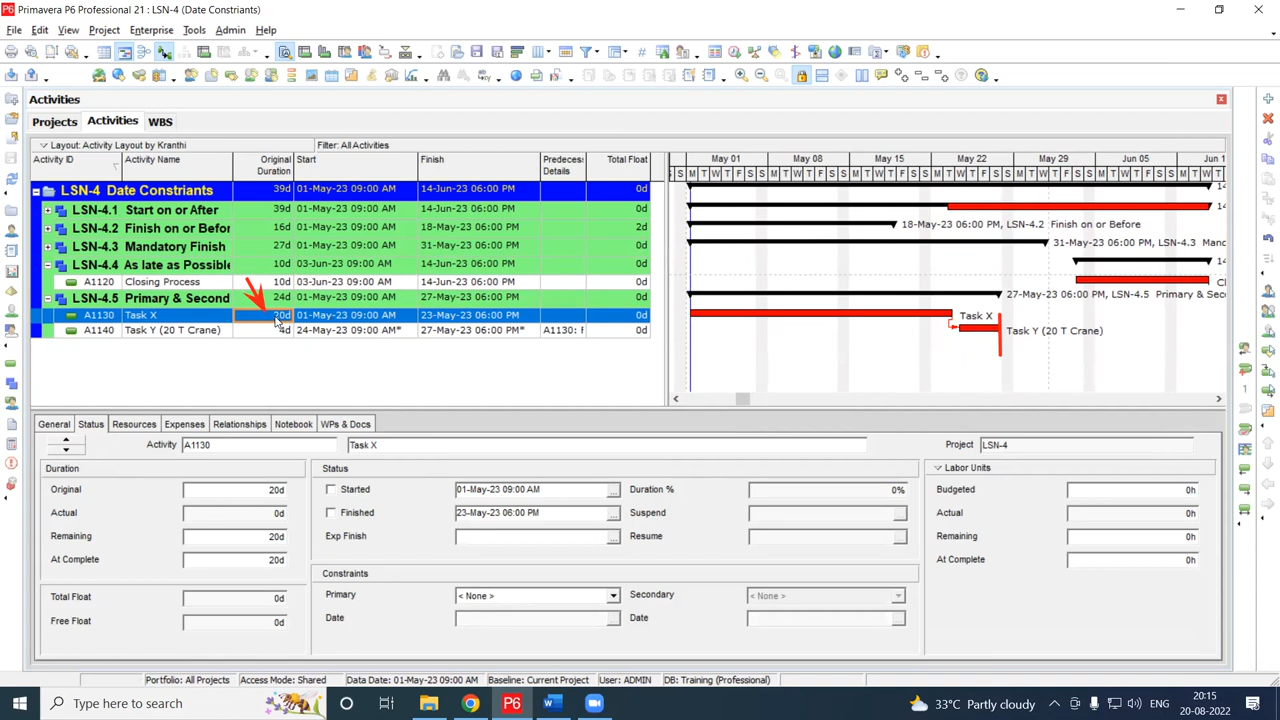 Primavera P6 Professional 21 : LSN-4 (Date Constriants)
File Edit View Project Enterprise Tools Admin Help
Activities
Projects Activities WBS
Layout: Activity Layout by Kranthi Filter: All Activities
Activity ID Activity Name Original Duration Start Finish Predeces: Details Total Float
May 01 May 08 May 15 May 22 May 29 Jun 05 Jun 1
S M T W T F S S M T W T F S S M T W T F S S M T W T F S S M T W T F S S M T W T F S S M T
LSN-4 Date Constriants 39d 01-May-23 09:00 AM 14-Jun-23 06:00 PM 0d 14
LSN-4.1 Start on or After 39d 01-May-23 09:00 AM 14-Jun-23 06:00 PM 0d 14
LSN-4.2 Finish on or Befor 16d 01-May-23 09:00 AM 18-May-23 06:00 PM 2d 18-May-23 06:00 PM, LSN-4.2 Finish on or Before
LSN-4.3 Mandatory Finish 27d 01-May-23 09:00 AM 31-May-23 06:00 PM 0d 31-May-23 06:00 PM, LSN-4.3 Mand
LSN-4.4 As late as Possible 10d 03-Jun-23 09:00 AM 14-Jun-23 06:00 PM 0d 14
A1120 Closing Process 10d 03-Jun-23 09:00 AM 14-Jun-23 06:00 PM 0d
LSN-4.5 Primary & Second 24d 01-May-23 09:00 AM 27-May-23 06:00 PM 0d 27-May-23 06:00 PM, LSN-4.5 Primary & Seco
A1130 Task X 20d 01-May-23 09:00 AM 23-May-23 06:00 PM 0d Task X
A1140 Task Y (20 T Crane) 4d 24-May-23 09:00 AM* 27-May-23 06:00 PM* A1130: F 0d Task Y (20 T Crane)
General Status Resources Expenses Relationships Notebook WPs & Docs
Activity A1130 Task X Project LSN-4
Duration Status Labor Units
Original 20d Started 01-May-23 09:00 AM Duration % 0% Budgeted 0h
Actual 0d Finished 23-May-23 06:00 PM Suspend Actual 0h
Remaining 20d Exp Finish Resume Remaining 0h
At Complete 20d At Complete 0h
Constraints
Total Float 0d Primary < None > Secondary < None >
Free Float 0d Date Date
Portfolio: All Projects Access Mode: Shared Data Date: 01-May-23 09:00 AM Baseline: Current Project User: ADMIN DB: Training (Professional)
Type here to search 33°C Partly cloudy ENG 20:15
20-08-2022